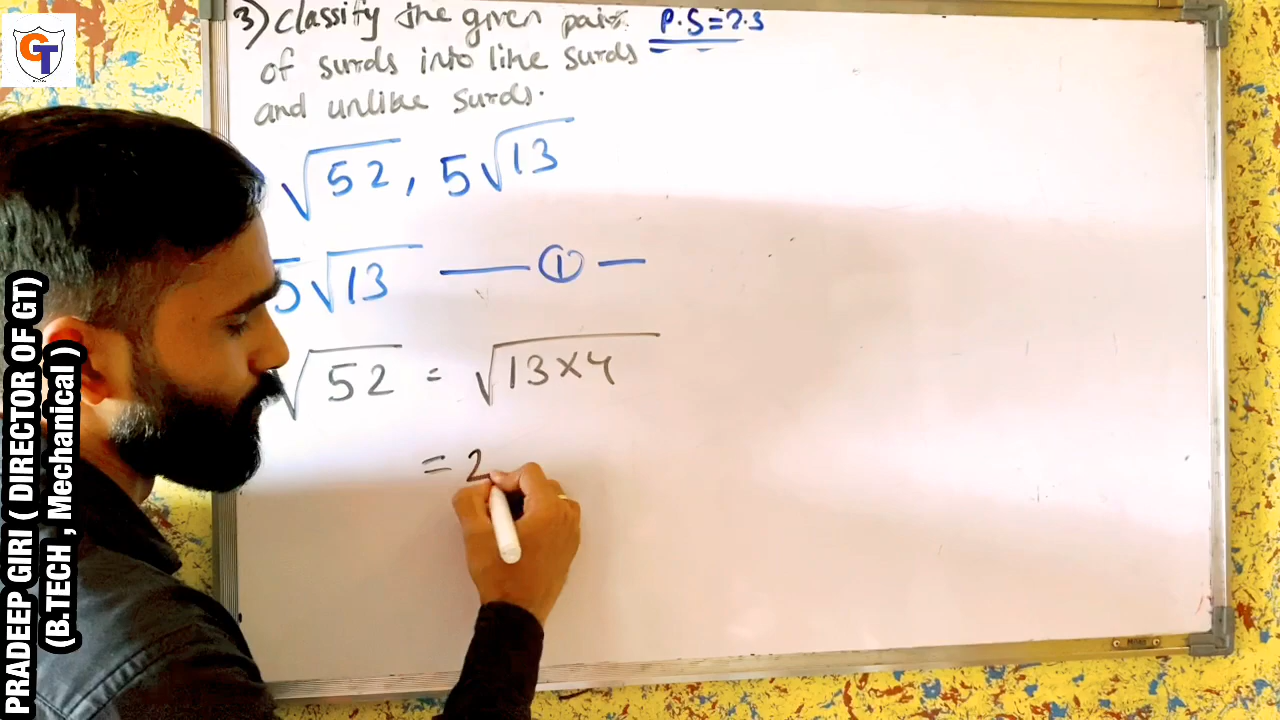 GT
3) Classify the given pair P.S=2.3
of surds into like surds
and unlike surds.
√52, 5√13
5√13 —— ① —
√52 = √13×4
= 2
PRADEEP GIRI ( DIRECTOR OF GT)
(B.TECH , Mechanical )